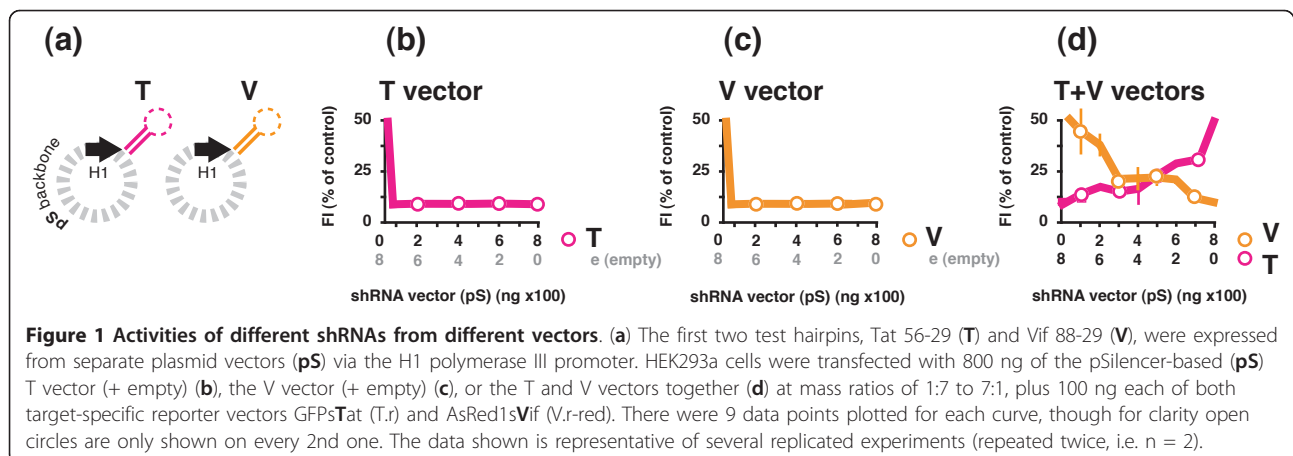 (a)
(b)
(c)
(d)
T
V
H1
H1
pS backbone
T vector
FI (% of control)
50
25
0
0 2 4 6 8
T
8 6 4 2 0
e (empty)
shRNA vector (pS) (ng x100)
V vector
FI (% of control)
50
25
0
0 2 4 6 8
V
8 6 4 2 0
e (empty)
shRNA vector (pS) (ng x100)
T+V vectors
FI (% of control)
50
25
0
0 2 4 6 8
V
8 6 4 2 0
T
shRNA vector (pS) (ng x100)
Figure 1 Activities of different shRNAs from different vectors. (a) The first two test hairpins, Tat 56-29 (T) and Vif 88-29 (V), were expressed
from separate plasmid vectors (pS) via the H1 polymerase III promoter. HEK293a cells were transfected with 800 ng of the pSilencer-based (pS)
T vector (+ empty) (b), the V vector (+ empty) (c), or the T and V vectors together (d) at mass ratios of 1:7 to 7:1, plus 100 ng each of both
target-specific reporter vectors GFPsTat (T.r) and AsRed1sVif (V.r-red). There were 9 data points plotted for each curve, though for clarity open
circles are only shown on every 2nd one. The data shown is representative of several replicated experiments (repeated twice, i.e. n = 2).